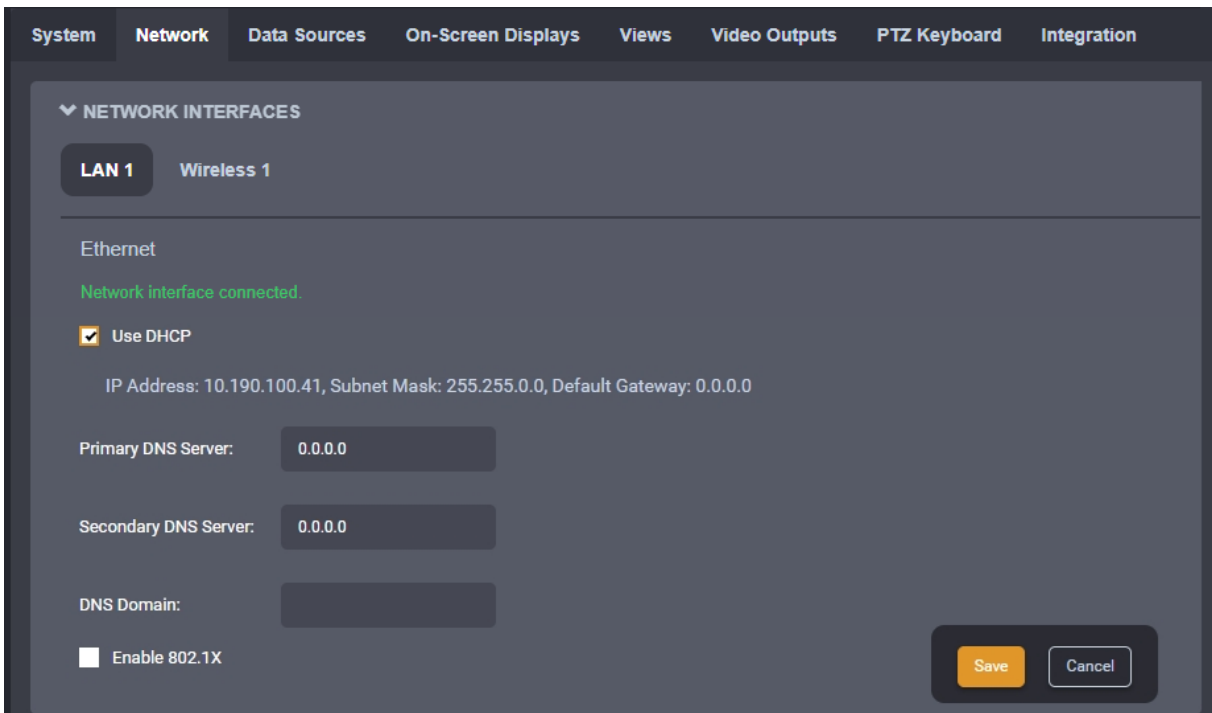 System Network Data Sources On-Screen Displays Views Video Outputs PTZ Keyboard Integration
NETWORK INTERFACES
LAN 1 Wireless 1
Ethernet
Network interface connected.
Use DHCP
IP Address: 10.190.100.41, Subnet Mask: 255.255.0.0, Default Gateway: 0.0.0.0
Primary DNS Server: 0.0.0.0
Secondary DNS Server: 0.0.0.0
DNS Domain:
Enable 802.1X
Save Cancel